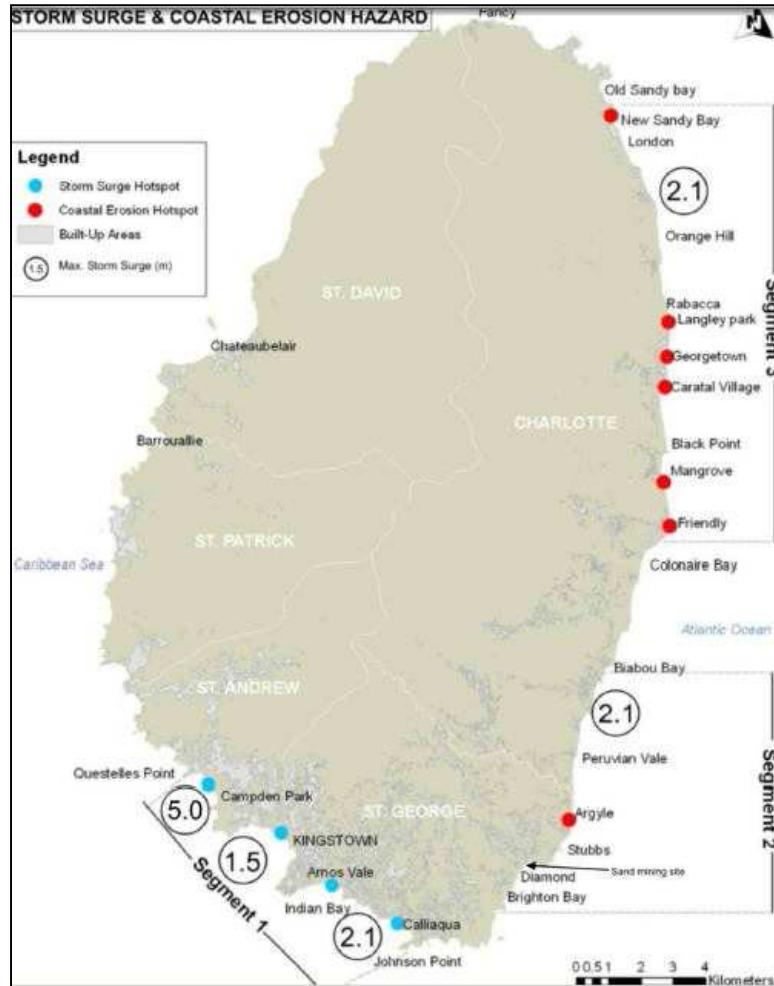 STORM SURGE & COASTAL EROSION HAZARD
Fancy
N
Old Sandy bay
New Sandy Bay
London
Legend
Storm Surge Hotspot
Coastal Erosion Hotspot
Built-Up Areas
1.5 Max. Storm Surge (m)
2.1
Orange Hill
ST. DAVID
Rabacca
Langley park
Segment 3
Chateaubelair
Georgetown
Caratal Village
CHARLOTTE
Barrouallie
Black Point
Mangrove
ST. PATRICK
Friendly
Caribbean Sea
Colonaire Bay
Atlantic Ocean
Biabou Bay
ST. ANDREW
2.1
Peruvian Vale
Segment 2
Questelles Point
Campden Park
5.0
ST. GEORGE
Argyle
KINGSTOWN
Stubbs
1.5
Segment 1
Arnos Vale
Sand mining site
Diamond
Indian Bay
Brighton Bay
Calliaqua
2.1
Johnson Point
0 0.5 1 2 3 4
Kilometers